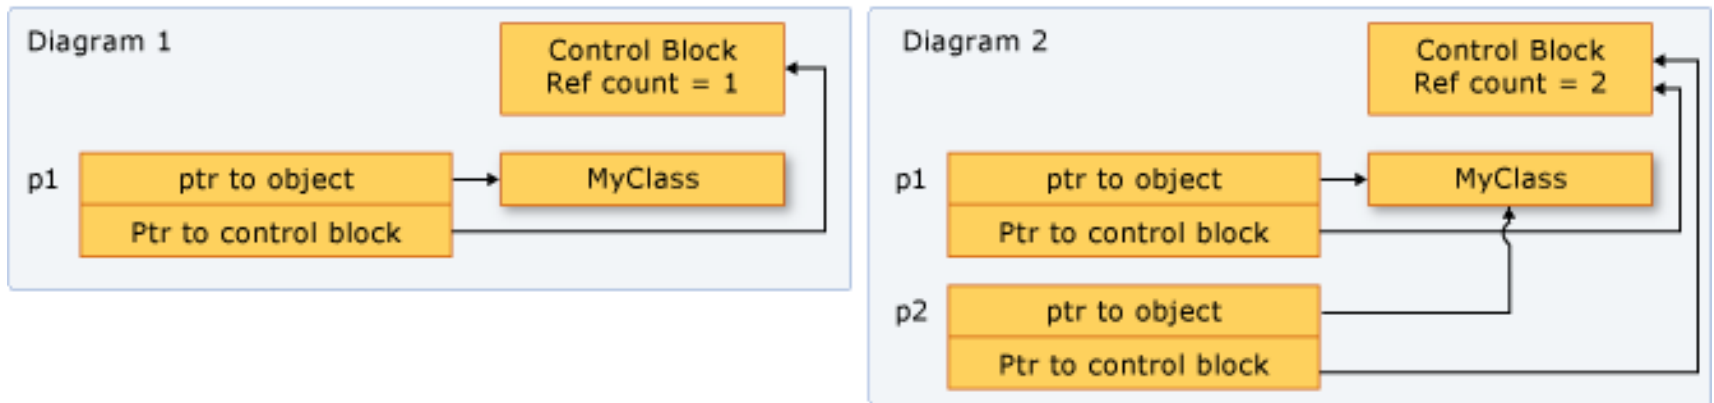 Diagram 1
Control Block
Ref count = 1
p1
ptr to object
MyClass
Ptr to control block
Diagram 2
Control Block
Ref count = 2
p1
ptr to object
MyClass
Ptr to control block
p2
ptr to object
Ptr to control block